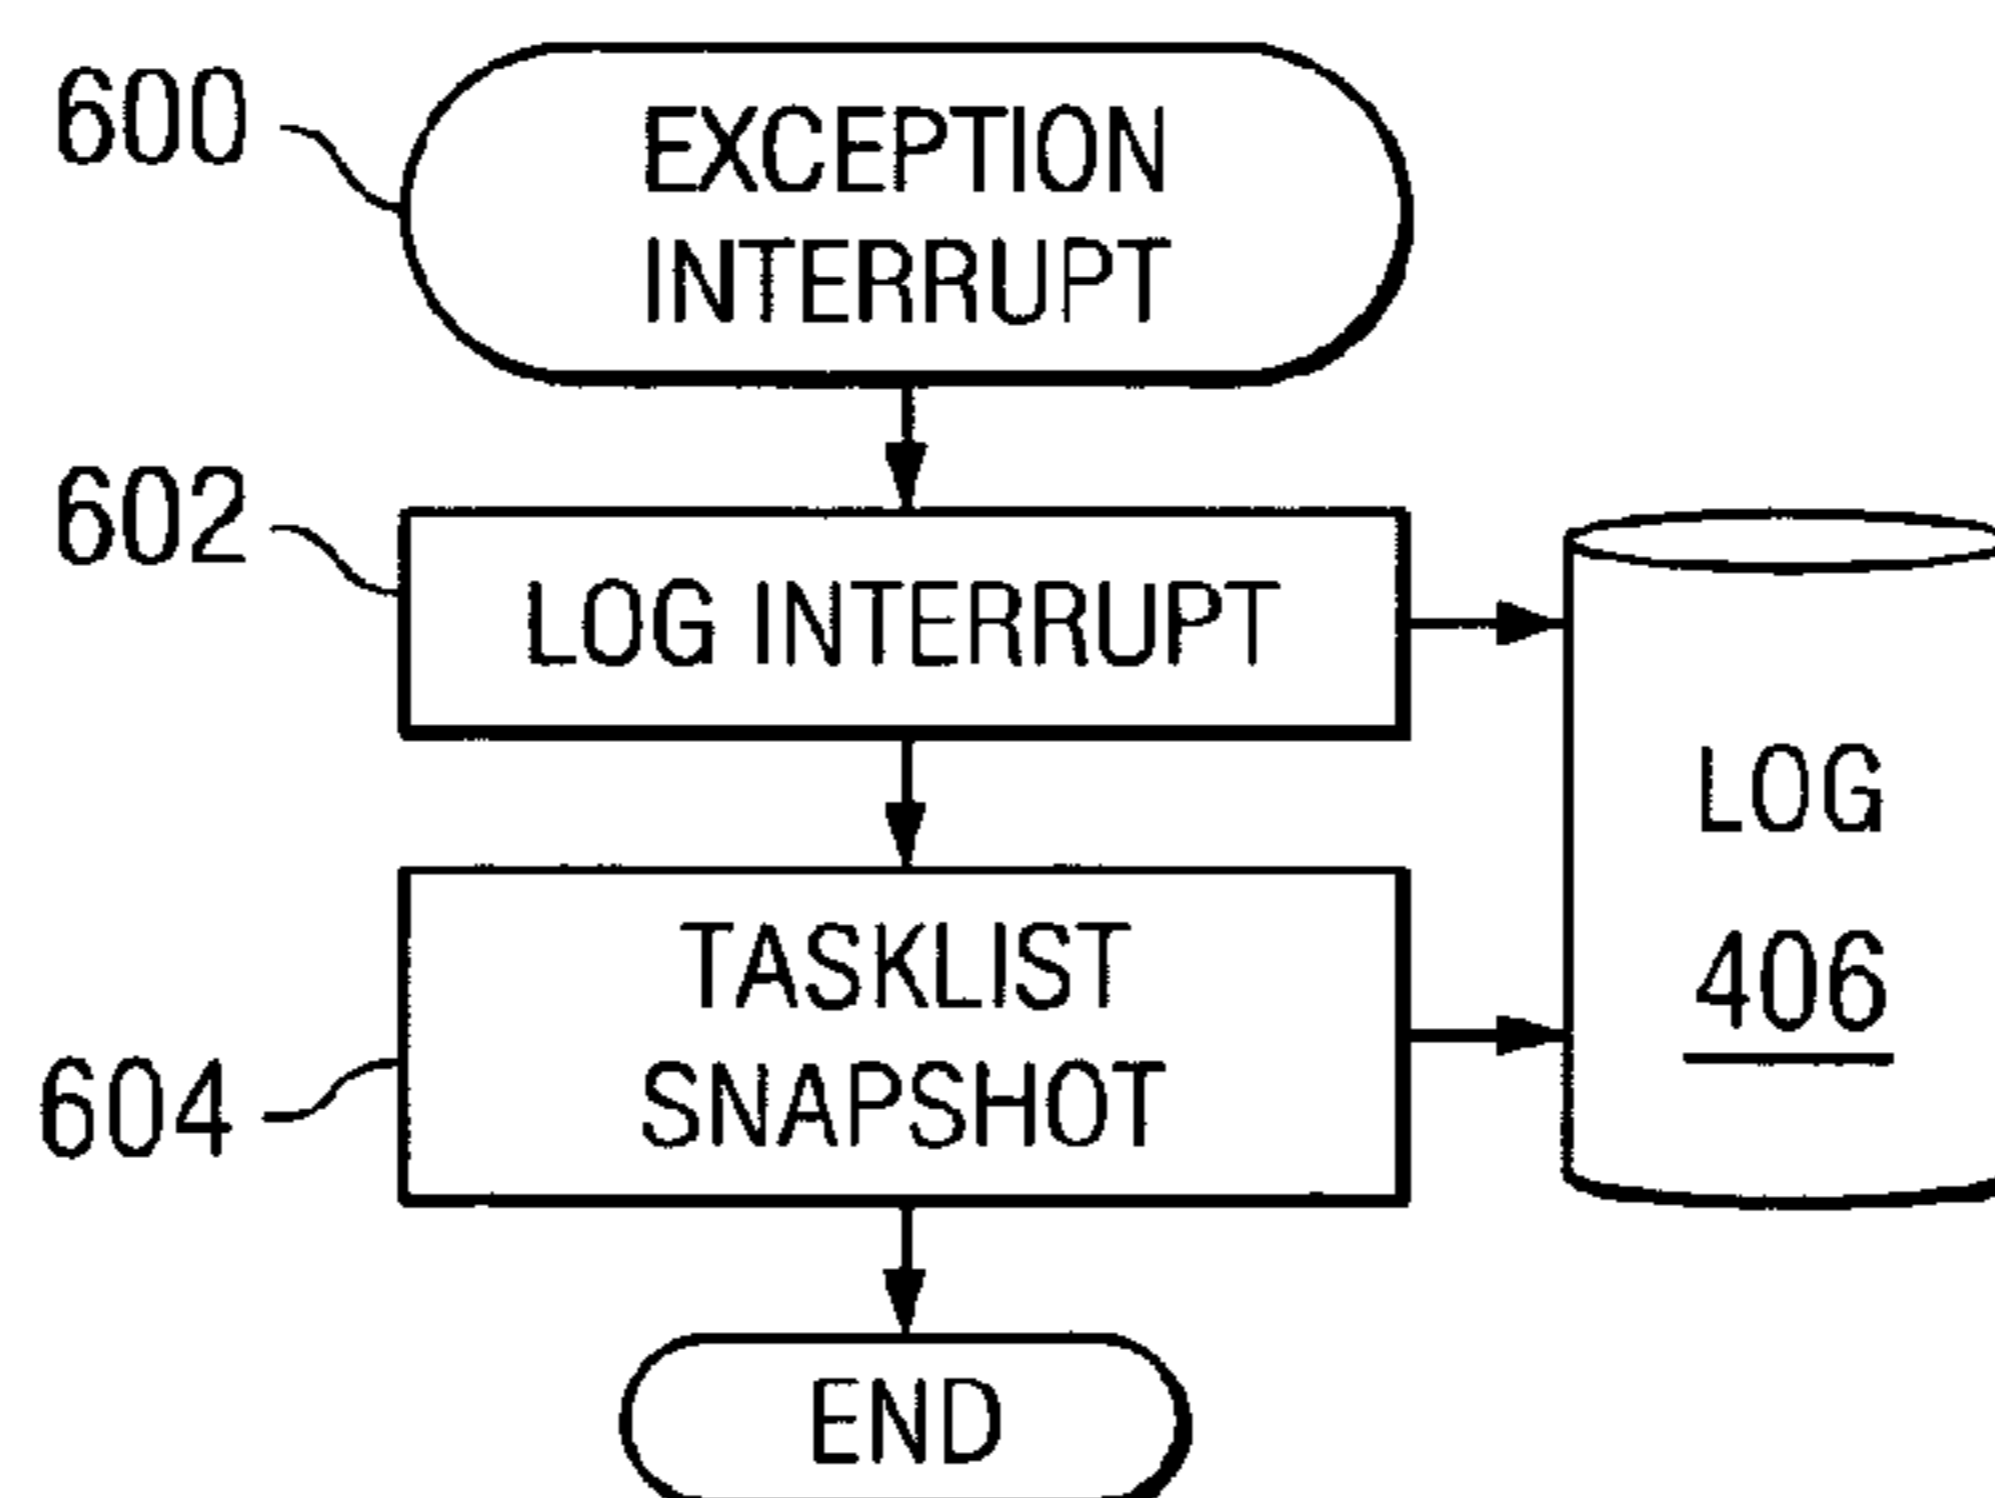 600
EXCEPTION
INTERRUPT
602
LOG INTERRUPT
LOG
406
TASKLIST
SNAPSHOT
604
END